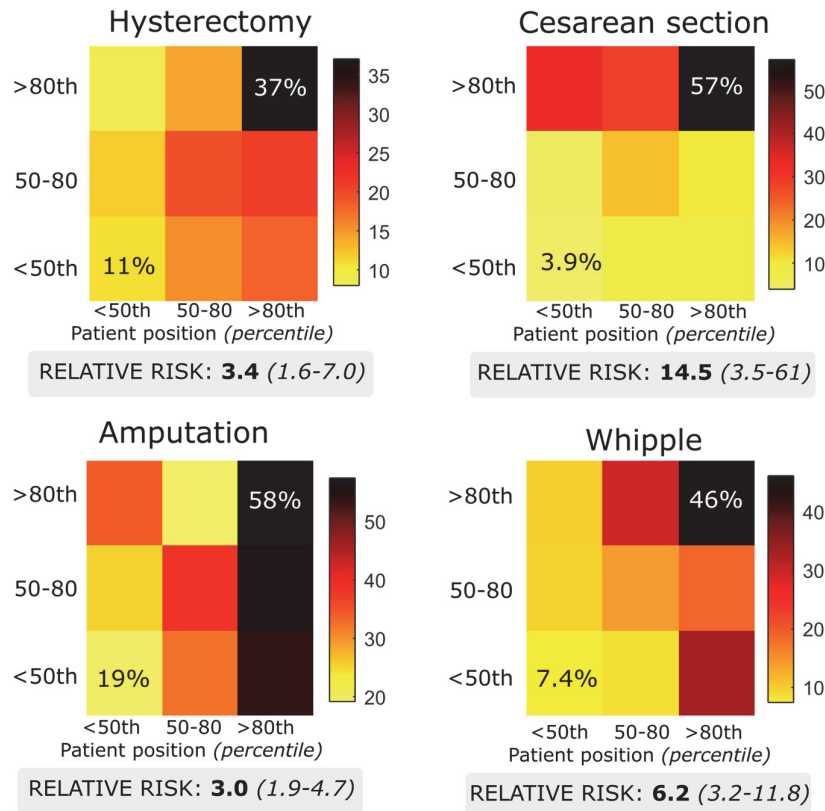 Hysterectomy
>80th
50-80
<50th
37%
11%
35
30
25
20
15
10
<50th 50-80 >80th
Patient position (percentile)
RELATIVE RISK: 3.4 (1.6-7.0)
Cesarean section
>80th
50-80
<50th
57%
3.9%
50
40
30
20
10
<50th 50-80 >80th
Patient position (percentile)
RELATIVE RISK: 14.5 (3.5-61)
Amputation
>80th
50-80
<50th
58%
19%
50
40
30
20
<50th 50-80 >80th
Patient position (percentile)
RELATIVE RISK: 3.0 (1.9-4.7)
Whipple
>80th
50-80
<50th
46%
7.4%
40
30
20
10
<50th 50-80 >80th
Patient position (percentile)
RELATIVE RISK: 6.2 (3.2-11.8)